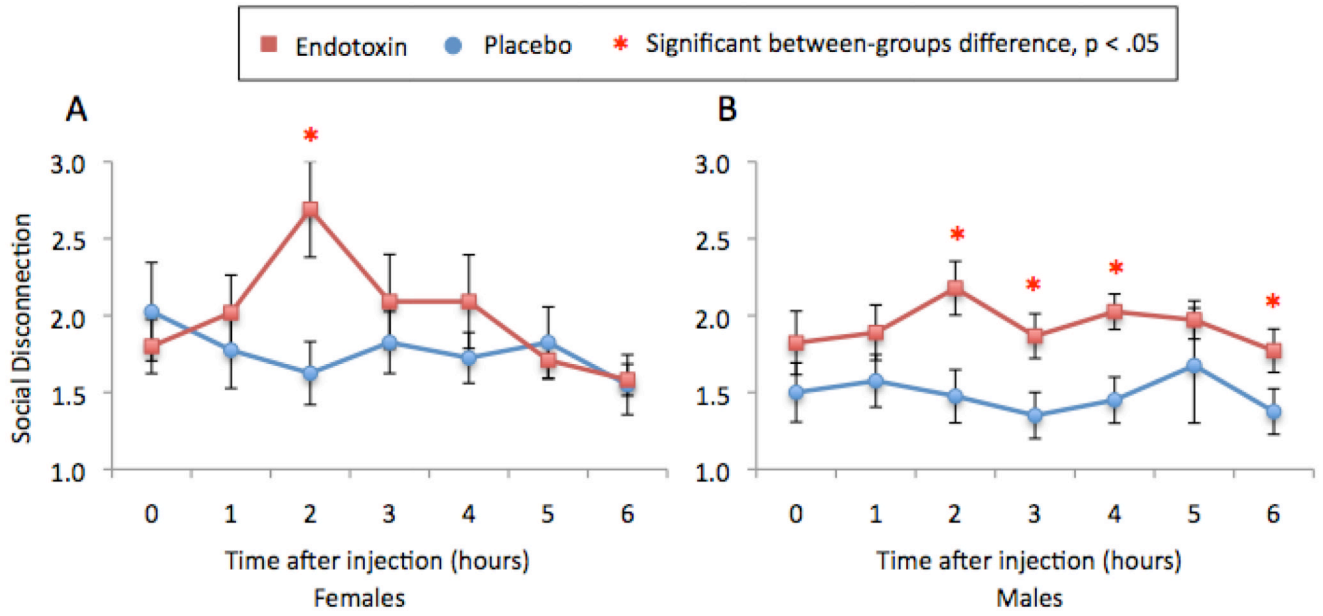 Endotoxin Placebo * Significant between-groups difference, p < .05
A
B
*
* * * *
Social Disconnection
3.0
2.5
2.0
1.5
1.0
0 1 2 3 4 5 6
Time after injection (hours)
Females
3.0
2.5
2.0
1.5
1.0
0 1 2 3 4 5 6
Time after injection (hours)
Males